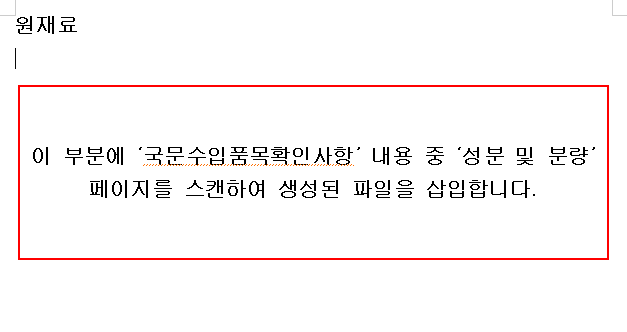 원재료
이 부분에 ‘국문수입품목확인사항’ 내용 중 ‘성분 및 분량’
페이지를 스캔하여 생성된 파일을 삽입합니다.